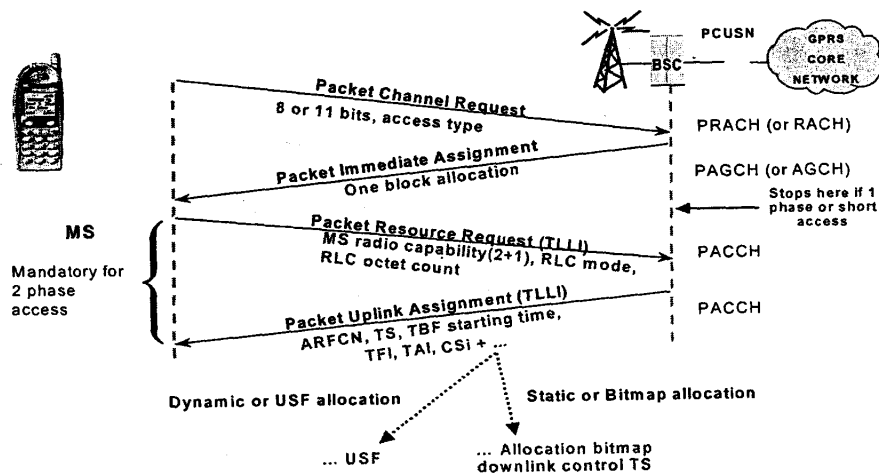 PCUSN
GPRS
CORE
NETWORK
BSC
Packet Channel Request
8 or 11 bits, access type
PRACH (or RACH)
Packet Immediate Assignment
One block allocation
PAGCH (or AGCH)
Stops here if 1
phase or short
access
MS
Packet Resource Request (TLLI)
MS radio capability(2+1), RLC mode,
RLC octet count
PACCH
Mandatory for
2 phase
access
Packet Uplink Assignment (TLLI)
ARFCN, TS, TBF starting time,
TFI, TAI, CSi + ...
PACCH
Dynamic or USF allocation
Static or Bitmap allocation
... USF
... Allocation bitmap
downlink control TS